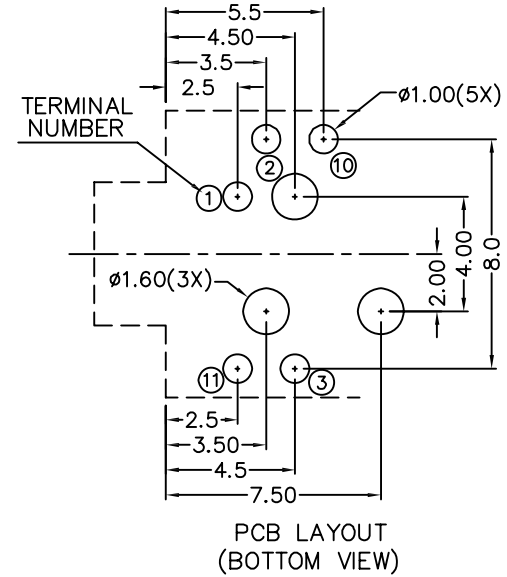 5.5
4.50
3.5
2.5
TERMINAL
NUMBER
ø1.00(5X)
2
10
1
ø1.60(3X)
2.00
4.00
8.0
11
3
2.5
3.50
4.5
7.50
PCB LAYOUT
(BOTTOM VIEW)